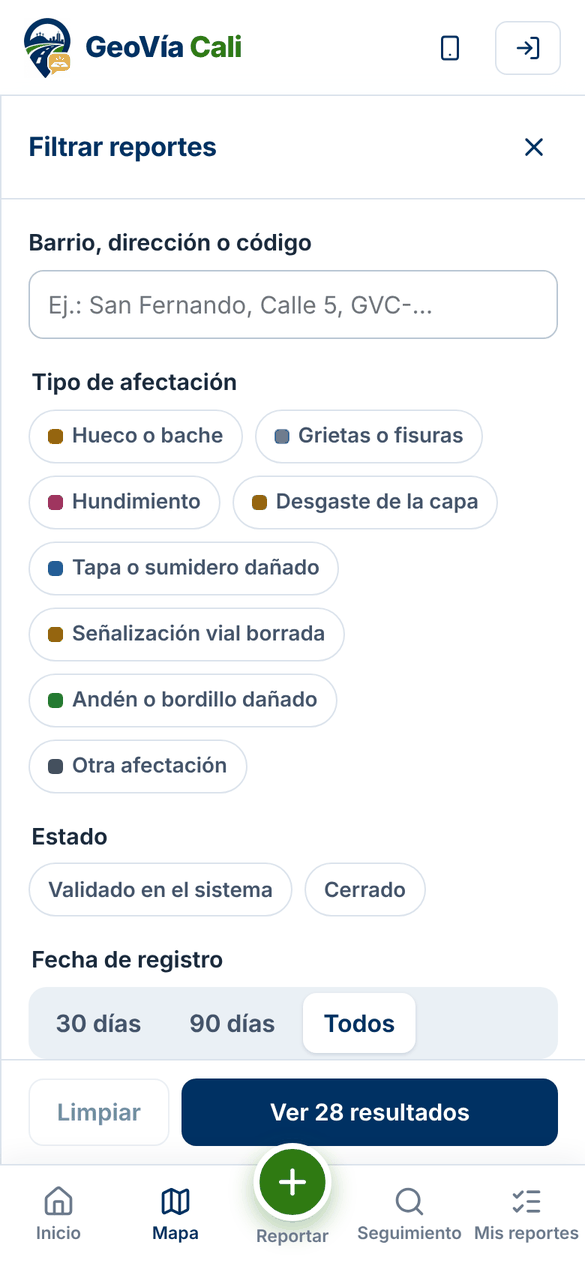 GeoVía Cali
Filtrar reportes
Barrio, dirección o código
Ej.: San Fernando, Calle 5, GVC-...
Tipo de afectación
Hueco o bache
Grietas o fisuras
Hundimiento
Desgaste de la capa
Tapa o sumidero dañado
Señalización vial borrada
Andén o bordillo dañado
Otra afectación
Estado
Validado en el sistema
Cerrado
Fecha de registro
30 días
90 días
Todos
Limpiar
Ver 28 resultados
Inicio
Mapa
Reportar
Seguimiento
Mis reportes